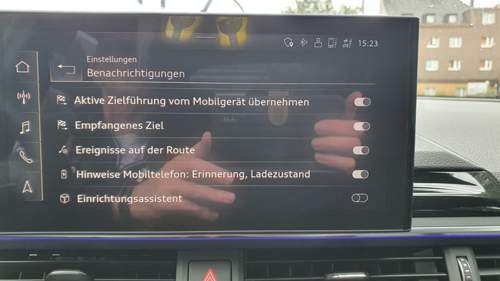 15:23
Einstellungen
Benachrichtigungen
Aktive Zielführung vom Mobilgerät übernehmen
Empfangenes Ziel
Ereignisse auf der Route
Hinweise Mobiltelefon: Erinnerung, Ladezustand
Einrichtungsassistent